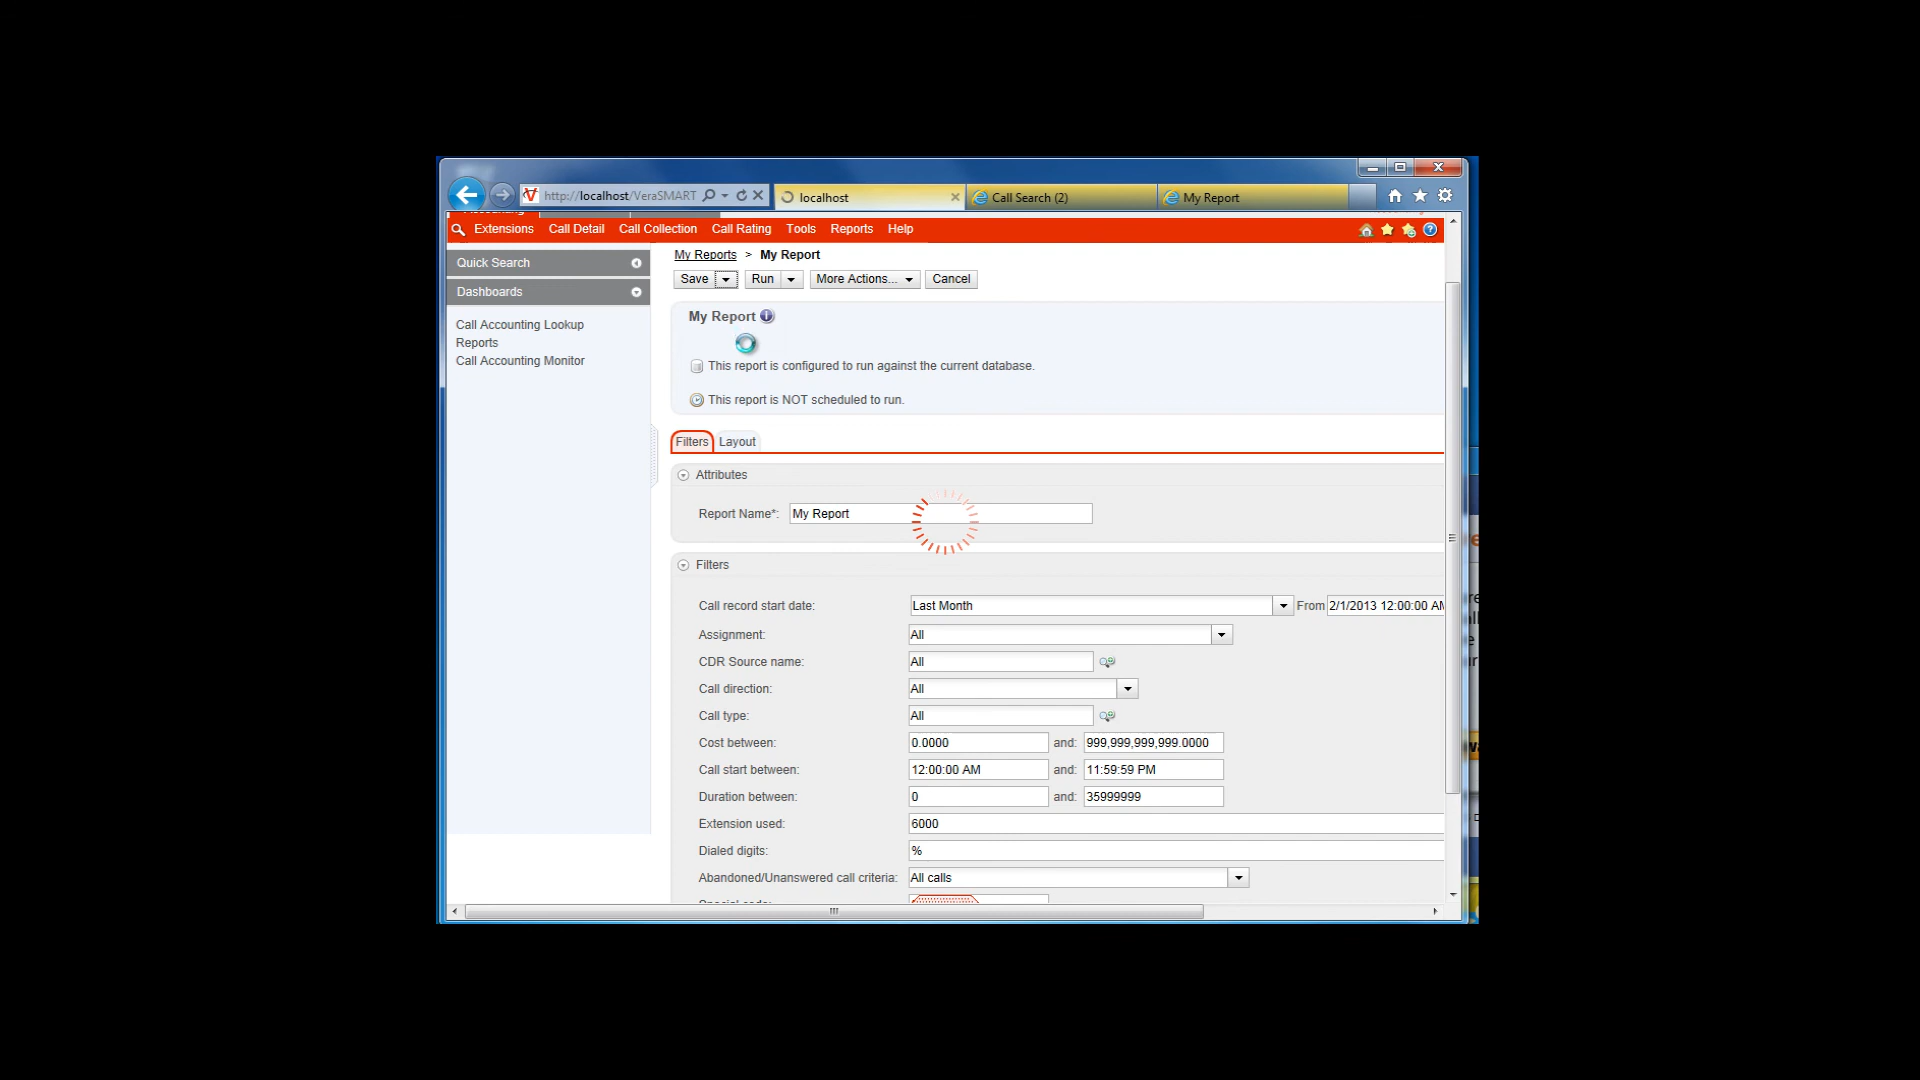 http://localhost/VeraSMART
localhost
Call Search (2)
My Report
Extensions Call Detail Call Collection Call Rating Tools Reports Help
Quick Search
Dashboards
Call Accounting Lookup
Reports
Call Accounting Monitor
My Reports > My Report
Save Run More Actions... Cancel
My Report
This report is configured to run against the current database.
This report is NOT scheduled to run.
Filters Layout
Attributes
Report Name*: My Report
Filters
Call record start date: Last Month From 2/1/2013 12:00:00 AM
Assignment: All
CDR Source name: All
Call direction: All
Call type: All
Cost between: 0.0000 and: 999,999,999,999.0000
Call start between: 12:00:00 AM and: 11:59:59 PM
Duration between: 0 and: 35999999
Extension used: 6000
Dialed digits: %
Abandoned/Unanswered call criteria: All calls